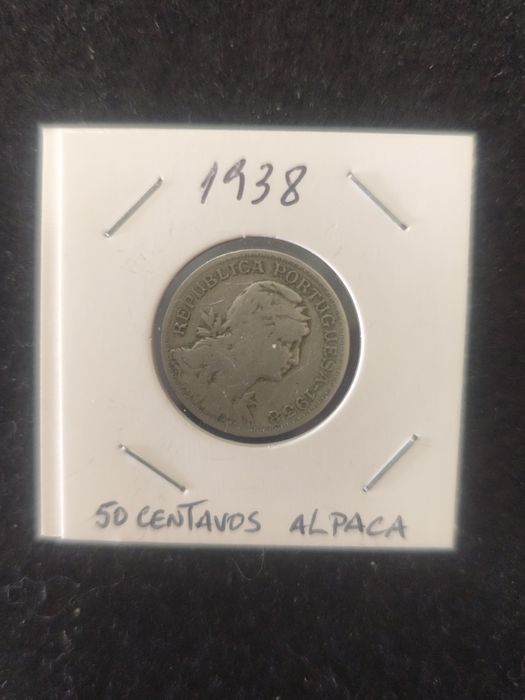 1938
REPUBLICA PORTUGUESA·1938
50 CENTAVOS ALPACA